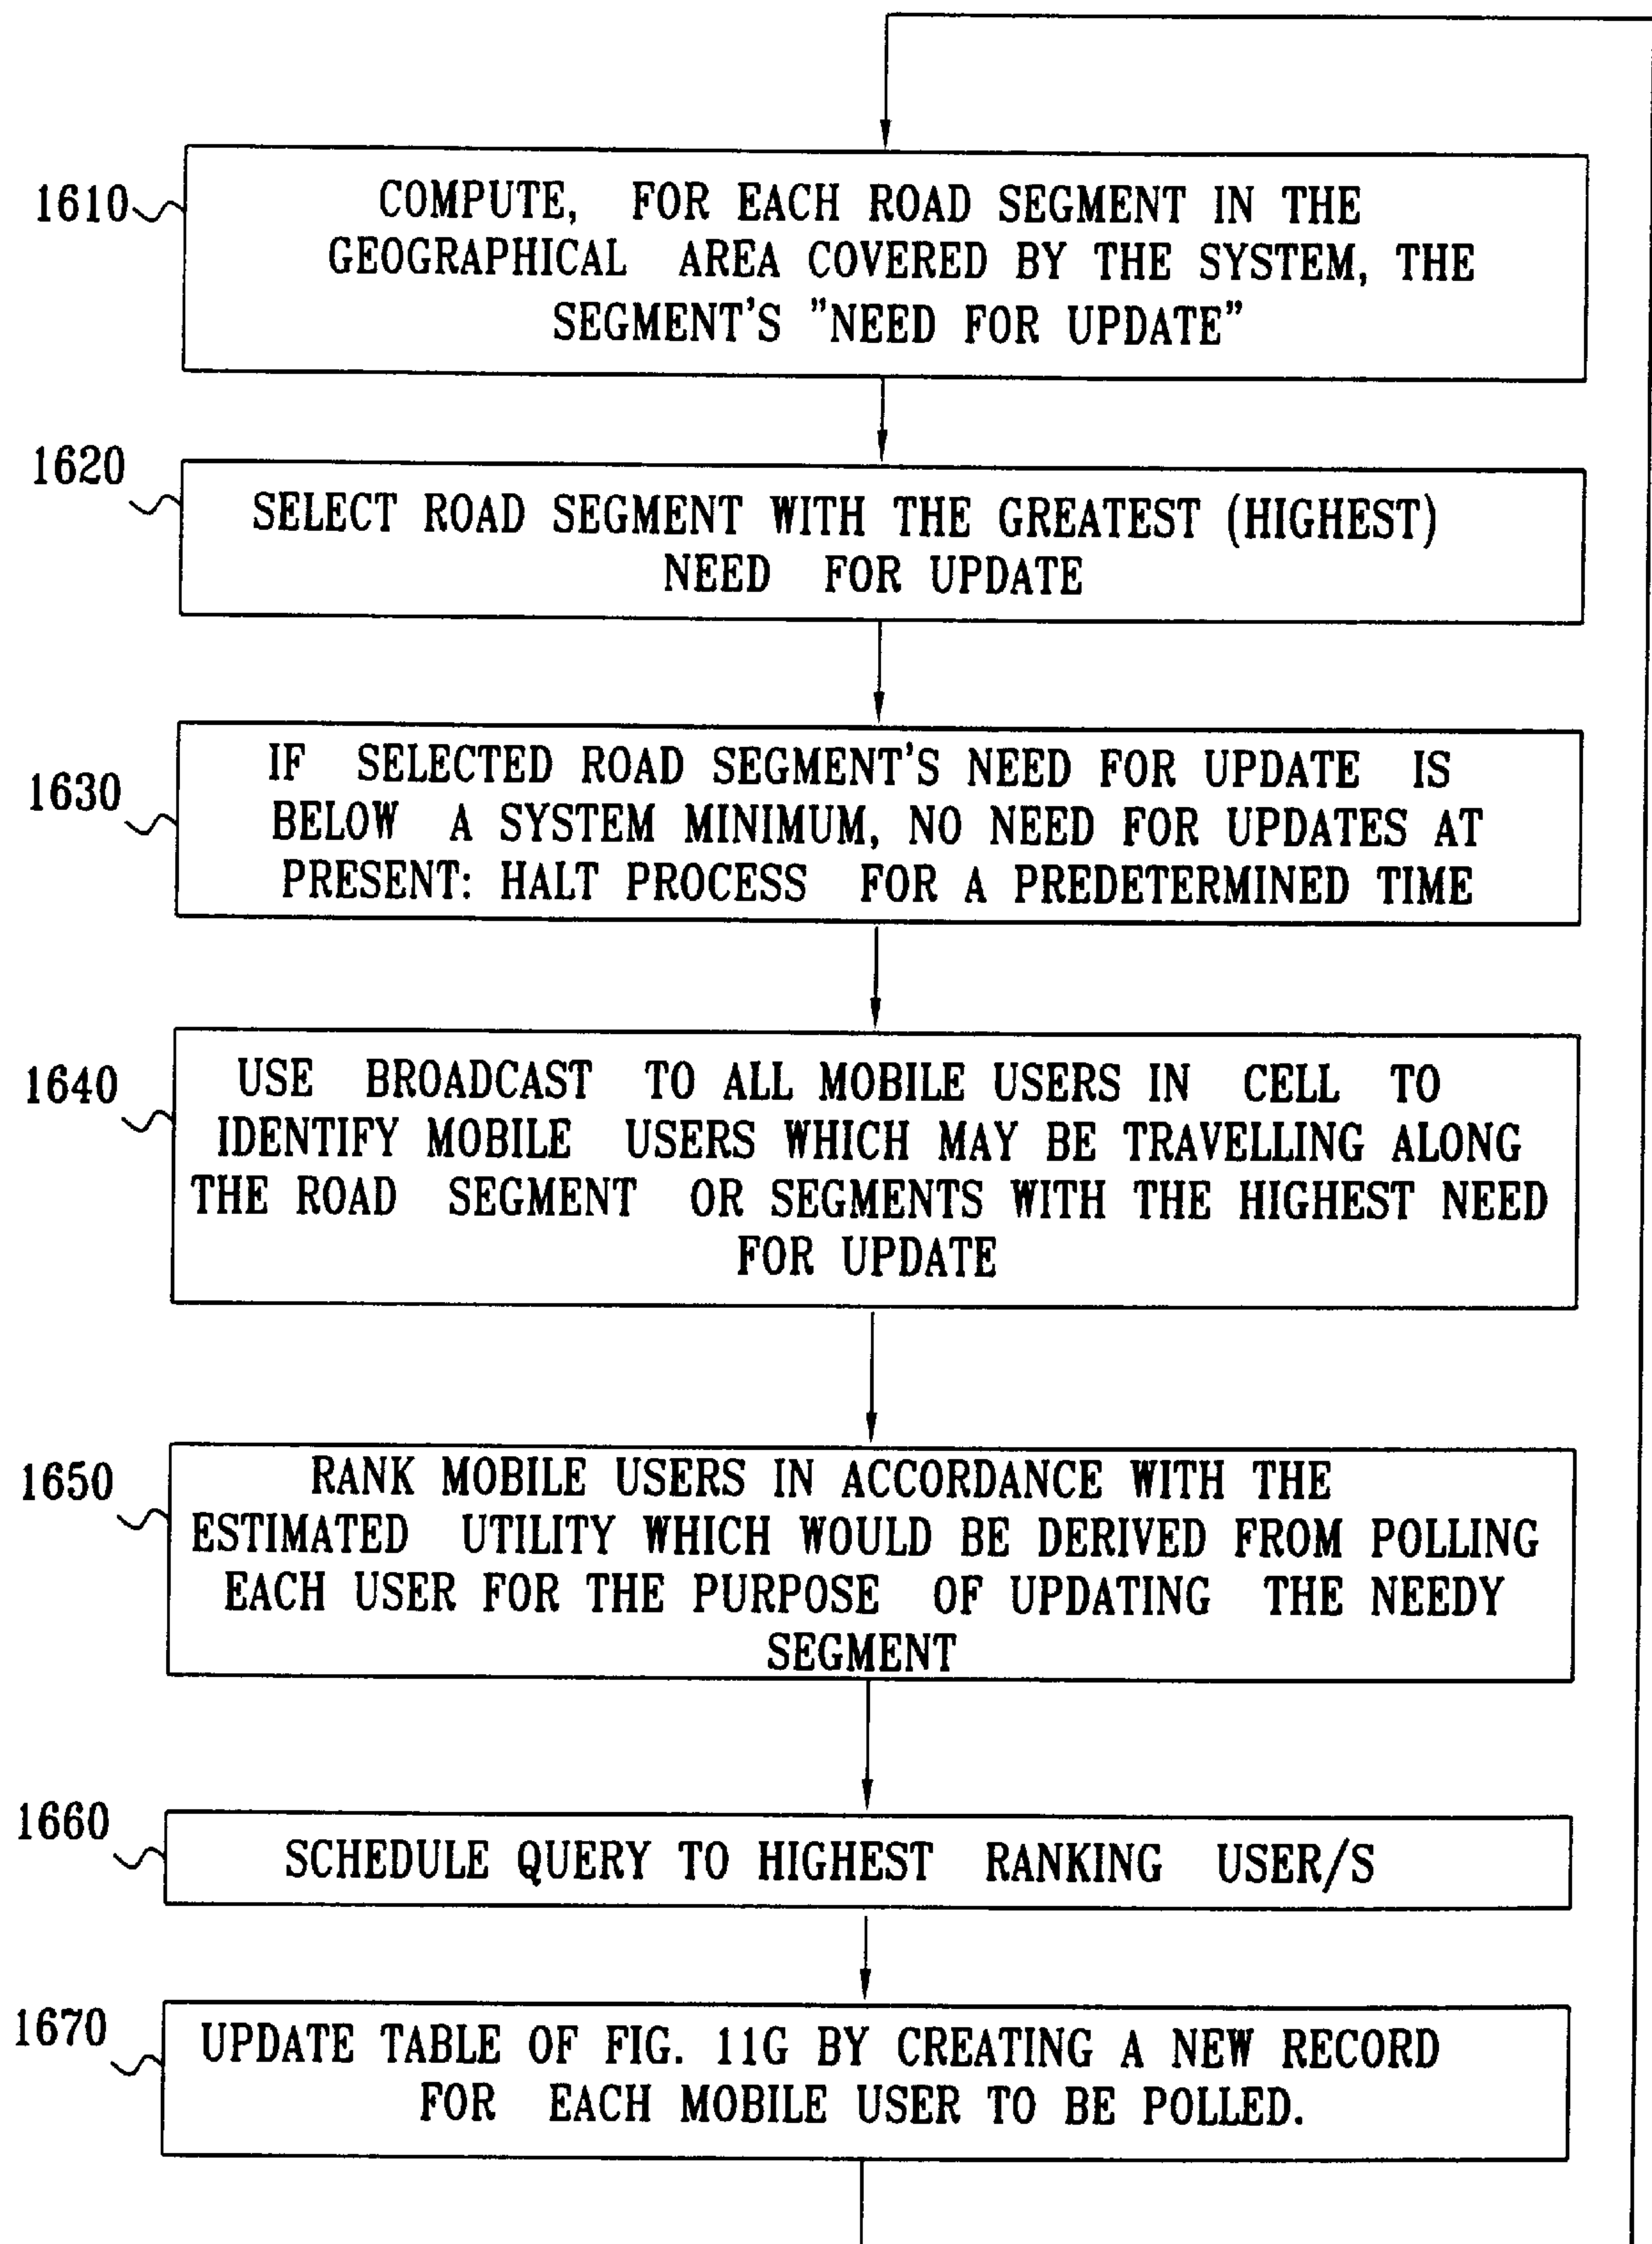 1610
COMPUTE, FOR EACH ROAD SEGMENT IN THE
GEOGRAPHICAL AREA COVERED BY THE SYSTEM, THE
SEGMENT'S "NEED FOR UPDATE"
1620
SELECT ROAD SEGMENT WITH THE GREATEST (HIGHEST)
NEED FOR UPDATE
1630
IF SELECTED ROAD SEGMENT'S NEED FOR UPDATE IS
BELOW A SYSTEM MINIMUM, NO NEED FOR UPDATES AT
PRESENT: HALT PROCESS FOR A PREDETERMINED TIME
1640
USE BROADCAST TO ALL MOBILE USERS IN CELL TO
IDENTIFY MOBILE USERS WHICH MAY BE TRAVELLING ALONG
THE ROAD SEGMENT OR SEGMENTS WITH THE HIGHEST NEED
FOR UPDATE
1650
RANK MOBILE USERS IN ACCORDANCE WITH THE
ESTIMATED UTILITY WHICH WOULD BE DERIVED FROM POLLING
EACH USER FOR THE PURPOSE OF UPDATING THE NEEDY
SEGMENT
1660
SCHEDULE QUERY TO HIGHEST RANKING USER/S
1670
UPDATE TABLE OF FIG. 11G BY CREATING A NEW RECORD
FOR EACH MOBILE USER TO BE POLLED.